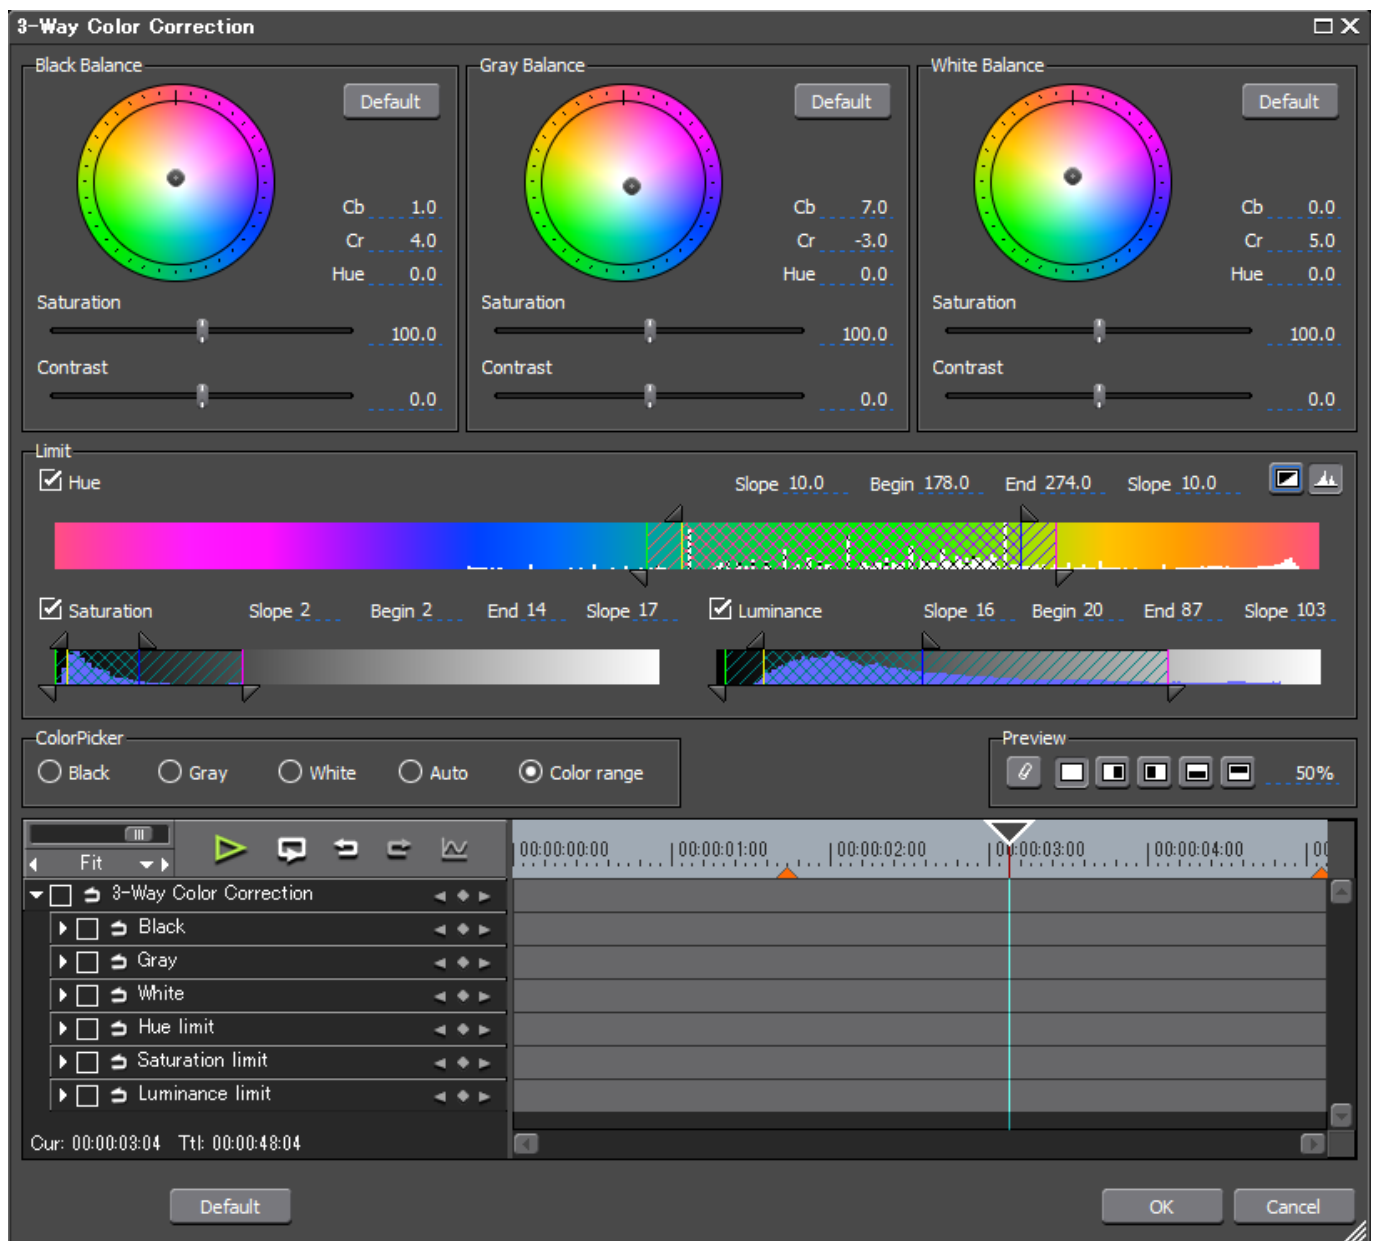 3-Way Color Correction
Black Balance
Default
Cb 1.0
Cr 4.0
Hue 0.0
Saturation
100.0
Contrast
0.0
Gray Balance
Default
Cb 7.0
Cr -3.0
Hue 0.0
Saturation
100.0
Contrast
0.0
White Balance
Default
Cb 0.0
Cr 5.0
Hue 0.0
Saturation
100.0
Contrast
0.0
Limit
Hue Slope 10.0 Begin 178.0 End 274.0 Slope 10.0
Saturation Slope 2 Begin 2 End 14 Slope 17
Luminance Slope 16 Begin 20 End 87 Slope 103
ColorPicker
Black Gray White Auto Color range
Preview
50%
Fit
00:00:00:00 00:00:01:00 00:00:02:00 00:00:03:00 00:00:04:00 00
3-Way Color Correction
Black
Gray
White
Hue limit
Saturation limit
Luminance limit
Cur: 00:00:03:04 Ttl: 00:00:48:04
Default OK Cancel